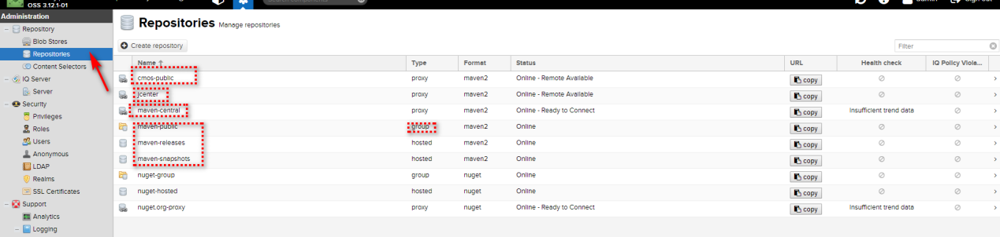 OSS 3.12.1-01
admin
Sign out
Administration
Repository
Blob Stores
Repositories
Content Selectors
IQ Server
Server
Security
Privileges
Roles
Users
Anonymous
LDAP
Realms
SSL Certificates
Support
Analytics
Logging
Repositories Manage repositories
Create repository
Filter
Name ↑ Type Format Status URL Health check IQ Policy Viola...
cmos-public proxy maven2 Online - Remote Available copy
jcenter proxy maven2 Online - Remote Available copy
maven-central proxy maven2 Online - Ready to Connect copy Insufficient trend data
maven-public group maven2 Online copy
maven-releases hosted maven2 Online copy
maven-snapshots hosted maven2 Online copy
nuget-group group nuget Online copy
nuget-hosted hosted nuget Online copy
nuget.org-proxy proxy nuget Online - Ready to Connect copy Insufficient trend data